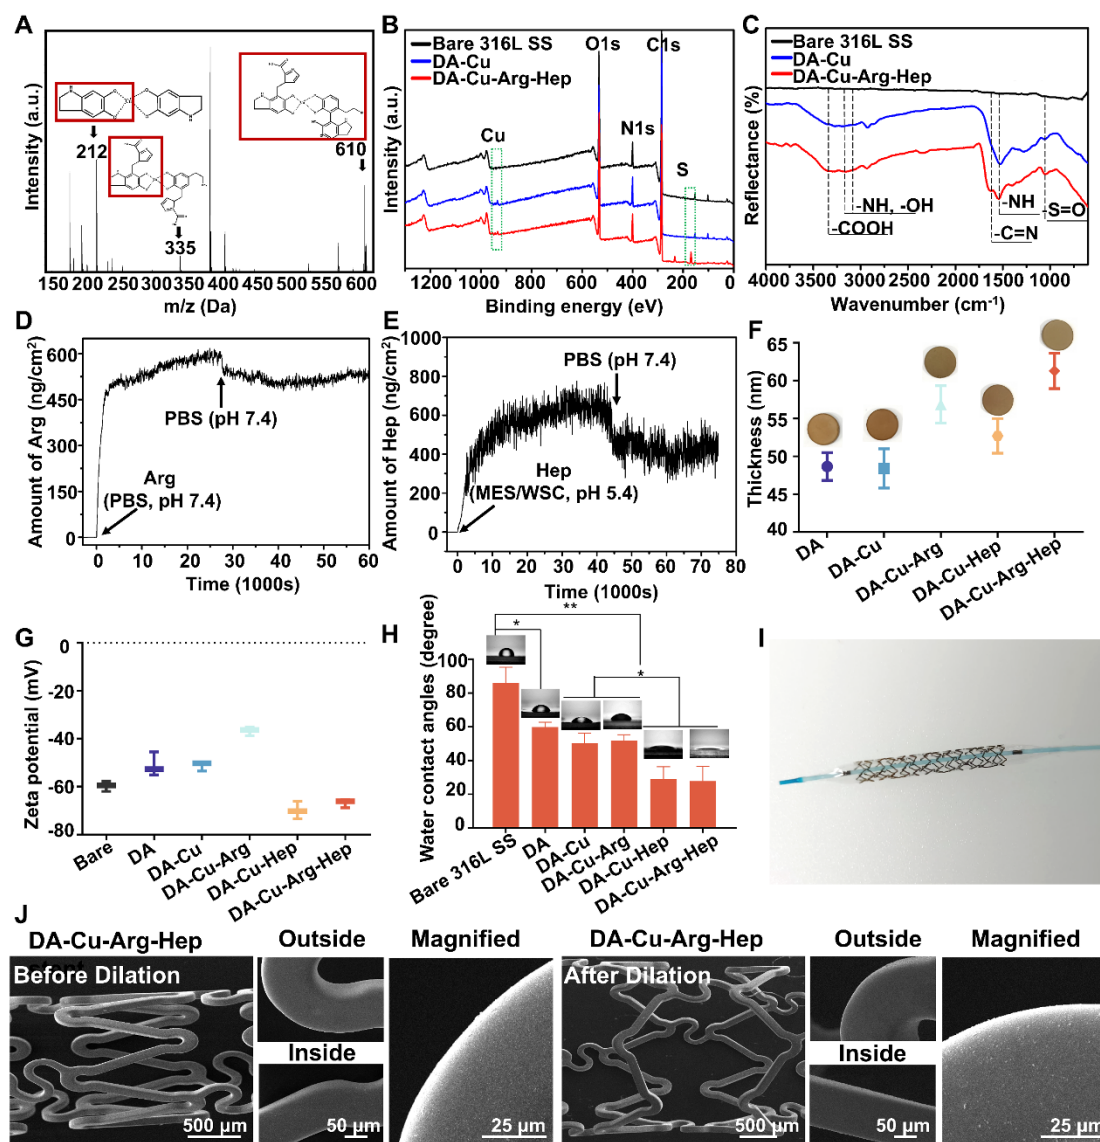 A
Intensity (a.u.)
212
335
610
150 200 250 300 350 400 450 500 550 600
m/z (Da)
B
Intensity (a.u.)
Bare 316L SS
DA-Cu
DA-Cu-Arg-Hep
O1s
C1s
N1s
Cu
S
1200 1000 800 600 400 200 0
Binding energy (eV)
C
Reflectance (%)
Bare 316L SS
DA-Cu
DA-Cu-Arg-Hep
-NH, -OH
-COOH
-NH
-S=O
-C=N
4000 3500 3000 2500 2000 1500 1000
Wavenumber (cm-1)
D
Amount of Arg (ng/cm2)
600
450
300
150
0
PBS (pH 7.4)
Arg
(PBS, pH 7.4)
0 10 20 30 40 50 60
Time (1000s)
E
Amount of Hep (ng/cm2)
1000
800
600
400
200
0
PBS (pH 7.4)
Hep
(MES/WSC, pH 5.4)
0 10 20 30 40 50 60 70 80
Time (1000s)
F
Thickness (nm)
65
60
55
50
45
40
DA
DA-Cu
DA-Cu-Arg
DA-Cu-Hep
DA-Cu-Arg-Hep
G
Zeta potential (mV)
0
-20
-40
-60
-80
Bare
DA
DA-Cu
DA-Cu-Arg
DA-Cu-Hep
DA-Cu-Arg-Hep
H
Water contact angles (degree)
100
80
60
40
20
0
**
*
*
Bare 316L SS
DA
DA-Cu
DA-Cu-Arg
DA-Cu-Hep
DA-Cu-Arg-Hep
I
J
DA-Cu-Arg-Hep
Before Dilation
500 µm
Outside
Inside
50 µm
Magnified
25 µm
DA-Cu-Arg-Hep
After Dilation
500 µm
Outside
Inside
50 µm
Magnified
25 µm